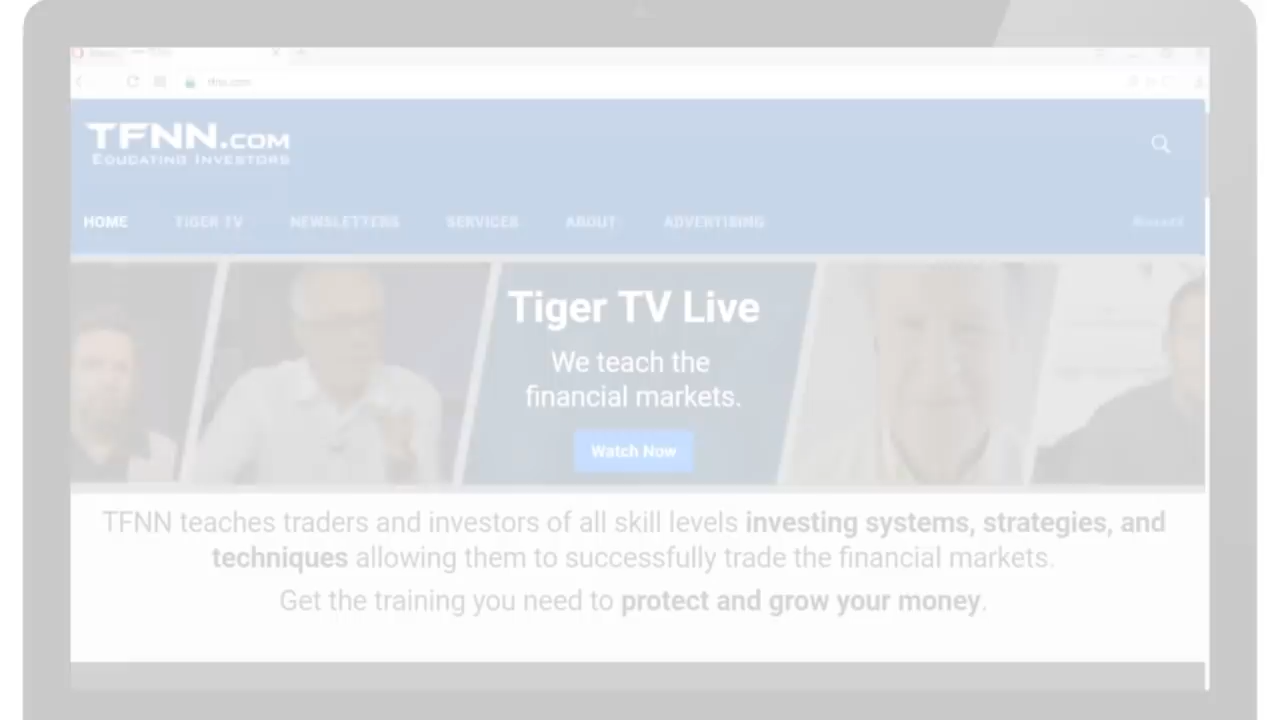 TFNN.COM
EDUCATING INVESTORS
HOME TIGER TV NEWSLETTERS SERVICES ABOUT ADVERTISING
Tiger TV Live
We teach the
financial markets.
Watch Now
TFNN teaches traders and investors of all skill levels investing systems, strategies, and
techniques allowing them to successfully trade the financial markets.
Get the training you need to protect and grow your money.